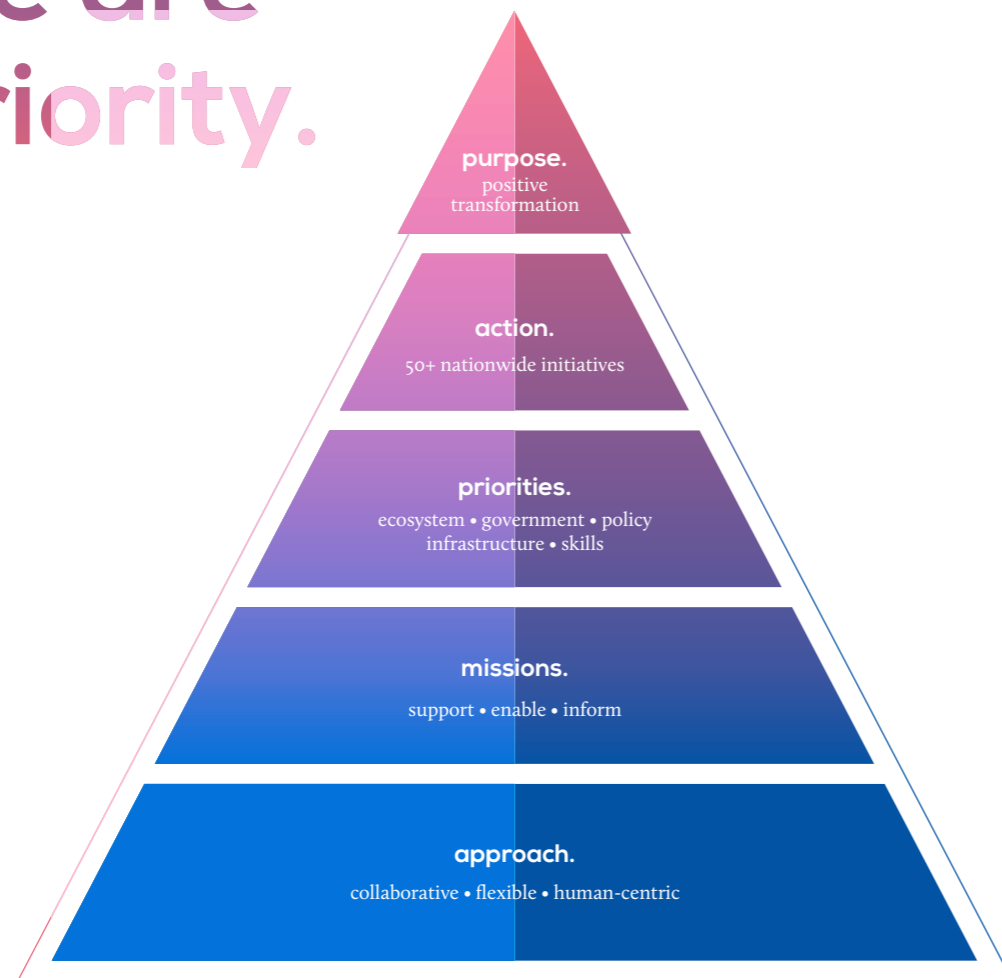 e are
riority.
purpose.
positive
transformation
action.
50+ nationwide initiatives
priorities.
ecosystem • government • policy
infrastructure • skills
missions.
support • enable • inform
approach.
collaborative • flexible • human-centric